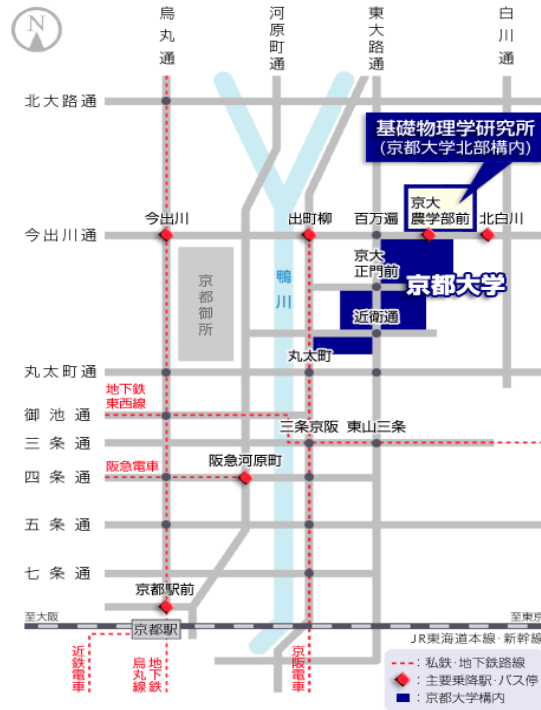 N
烏丸通
河原町通
東大路通
白川通
北大路通
基礎物理学研究所
(京都大学北部構内)
京大
農学部前
今出川
出町柳
百万遍
北白川
今出川通
京大
正門前
京都大学
京都御所
鴨川
近衛通
丸太町
丸太町通
地下鉄
東西線
御池通
三条京阪
東山三条
三条通
阪急電車
阪急河原町
四条通
五条通
七条通
京都駅前
至大阪
京都駅
至東京
JR東海道本線・新幹線
近鉄電車
地下鉄
烏丸線
京阪電車
：私鉄・地下鉄路線
：主要乗降駅・バス停
：京都大学構内